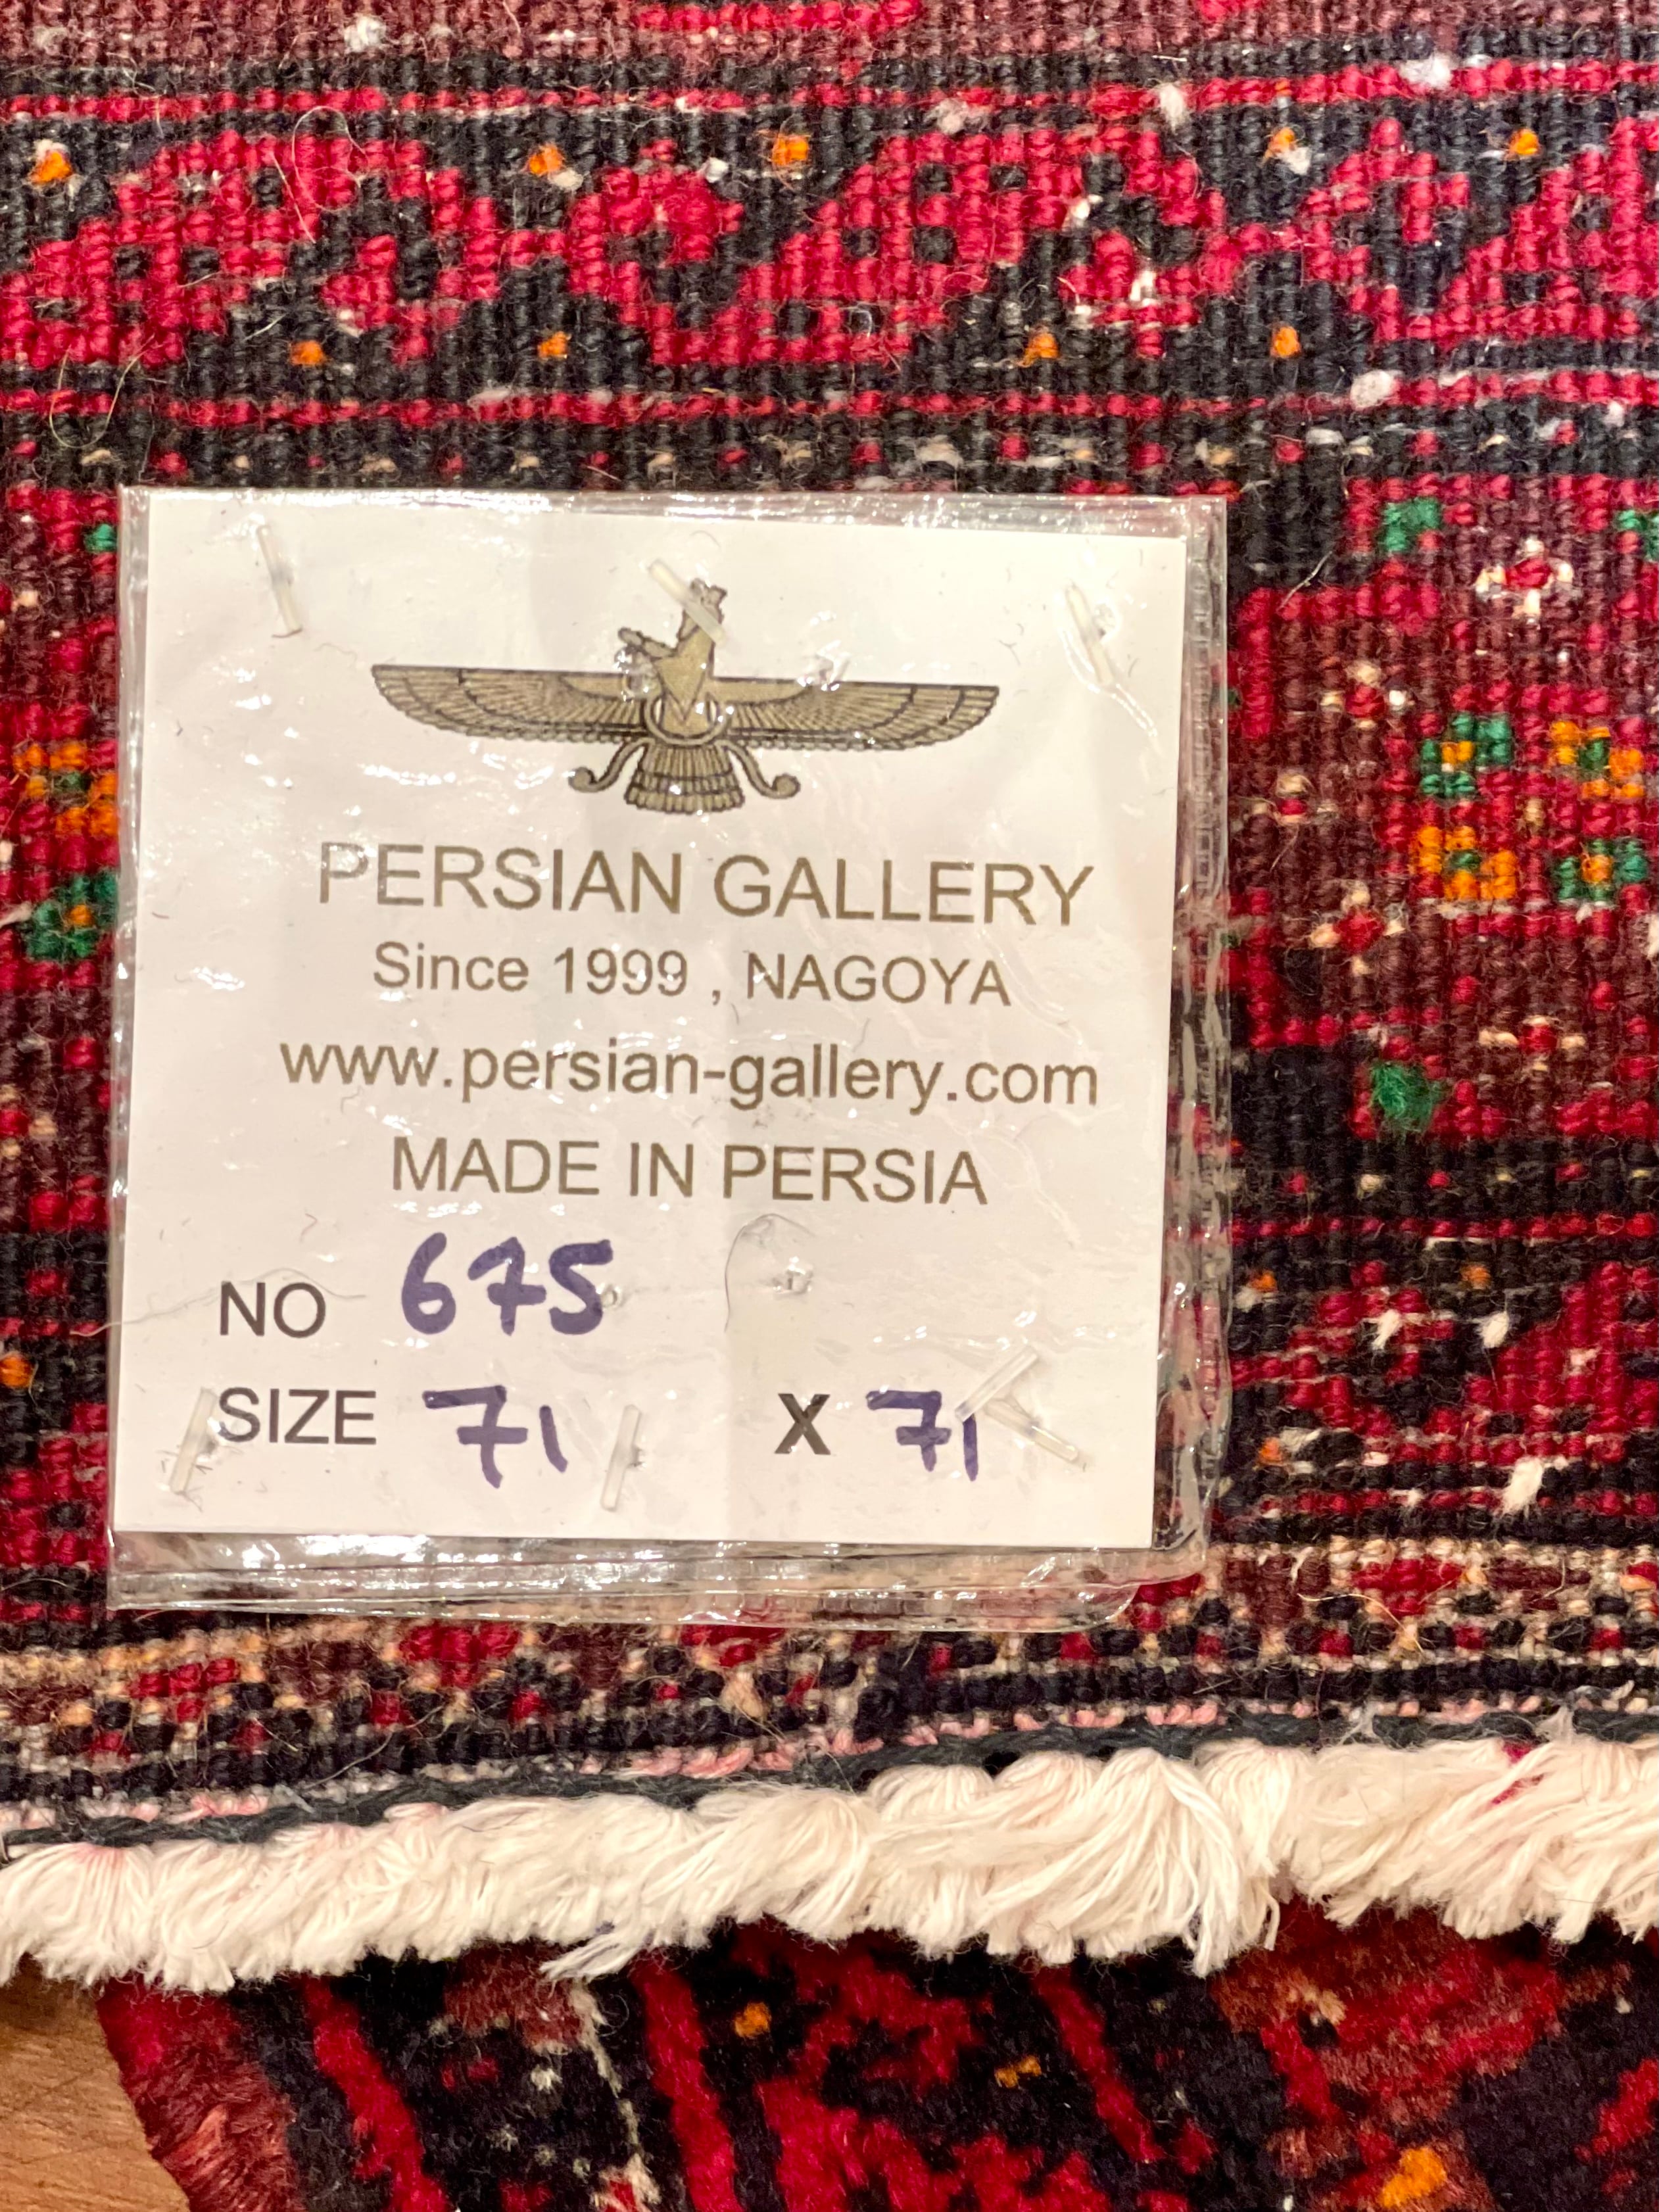 PERSIAN GALLERY
Since 1999 , NAGOYA
www.persian-gallery.com
MADE IN PERSIA
NO 675
SIZE 71 X 71